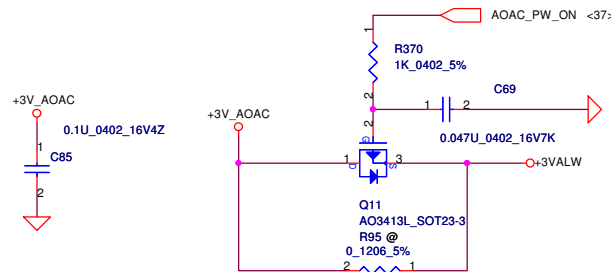 AOAC_PW_ON <37>
1
R370
1K_0402_5%
2
C69
1 2
0.047U_0402_16V7K
+3V_AOAC
0.1U_0402_16V4Z
1
C85
2
+3V_AOAC
2
G
1 D S 3
+3VALW
Q11
AO3413L_SOT23-3
R95 @
0_1206_5%
2 1